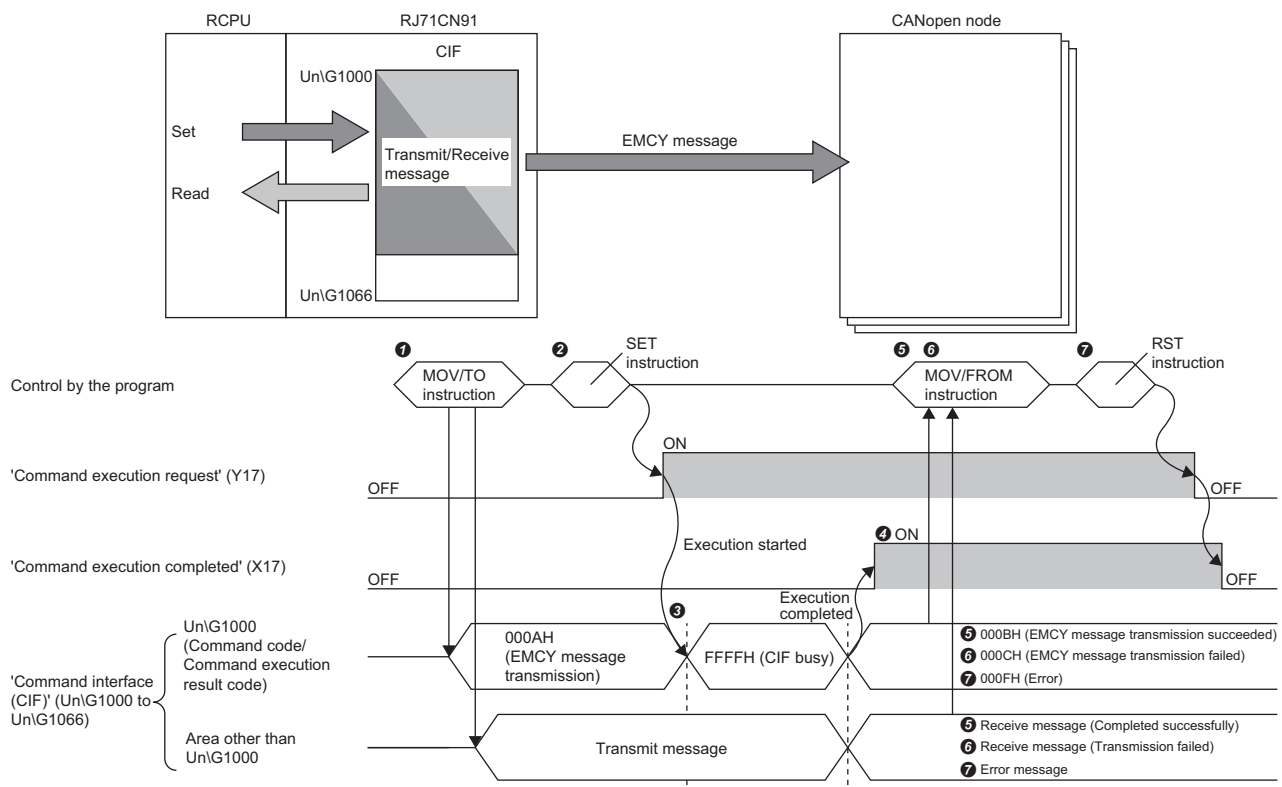 RCPU
RJ71CN91
CANopen node
CIF
Un\G1000
Set
Transmit/Receive
message
EMCY message
Read
Un\G1066
❶
❷
SET
instruction
❺ ❻
❼
RST
instruction
Control by the program
MOV/TO
instruction
MOV/FROM
instruction
ON
'Command execution request' (Y17)
OFF
OFF
❹ ON
Execution started
'Command execution completed' (X17)
OFF
OFF
Execution
completed
❸
Un\G1000
(Command code/
Command execution
result code)
000AH
(EMCY message
transmission)
FFFFH (CIF busy)
❺ 000BH (EMCY message transmission succeeded)
❻ 000CH (EMCY message transmission failed)
❼ 000FH (Error)
'Command interface
(CIF)' (Un\G1000 to
Un\G1066)
Area other than
Un\G1000
Transmit message
❺ Receive message (Completed successfully)
❻ Receive message (Transmission failed)
❼ Error message